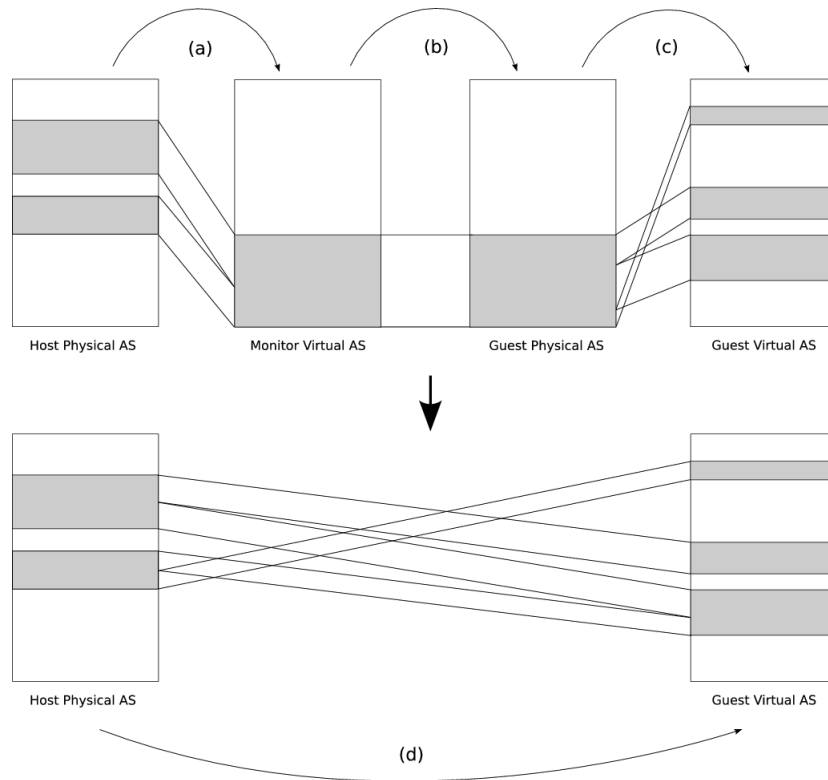 (a) (b) (c)
Host Physical AS Monitor Virtual AS Guest Physical AS Guest Virtual AS
Host Physical AS Guest Virtual AS
(d)